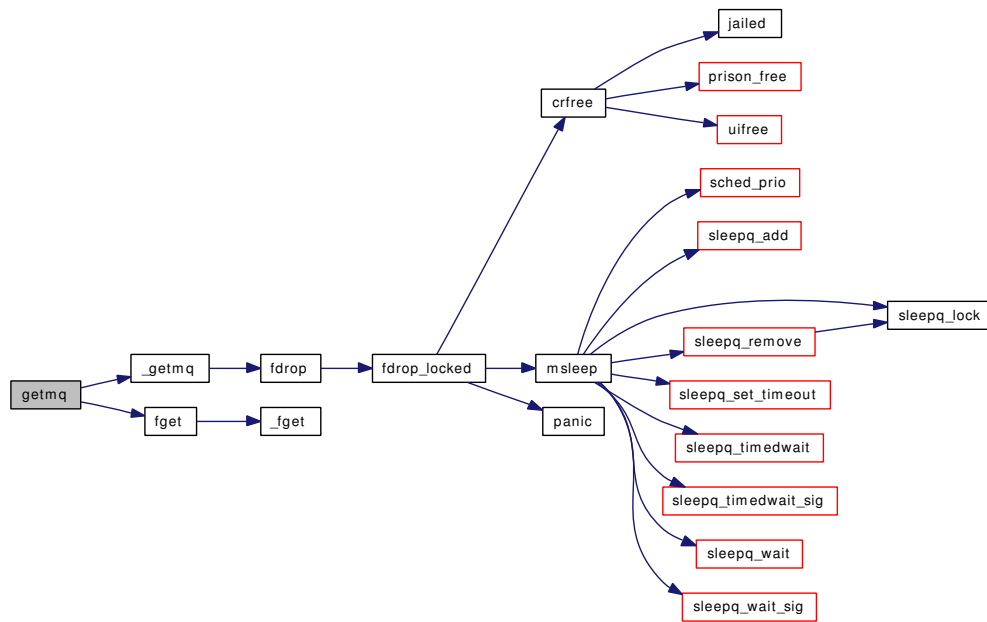 jailed
prison_free
crfree
uifree
sched_prio
sleepq_add
sleepq_lock
sleepq_remove
_getmq
fdrop
fdrop_locked
msleep
getmq
sleepq_set_timeout
fget
_fget
panic
sleepq_timedwait
sleepq_timedwait_sig
sleepq_wait
sleepq_wait_sig